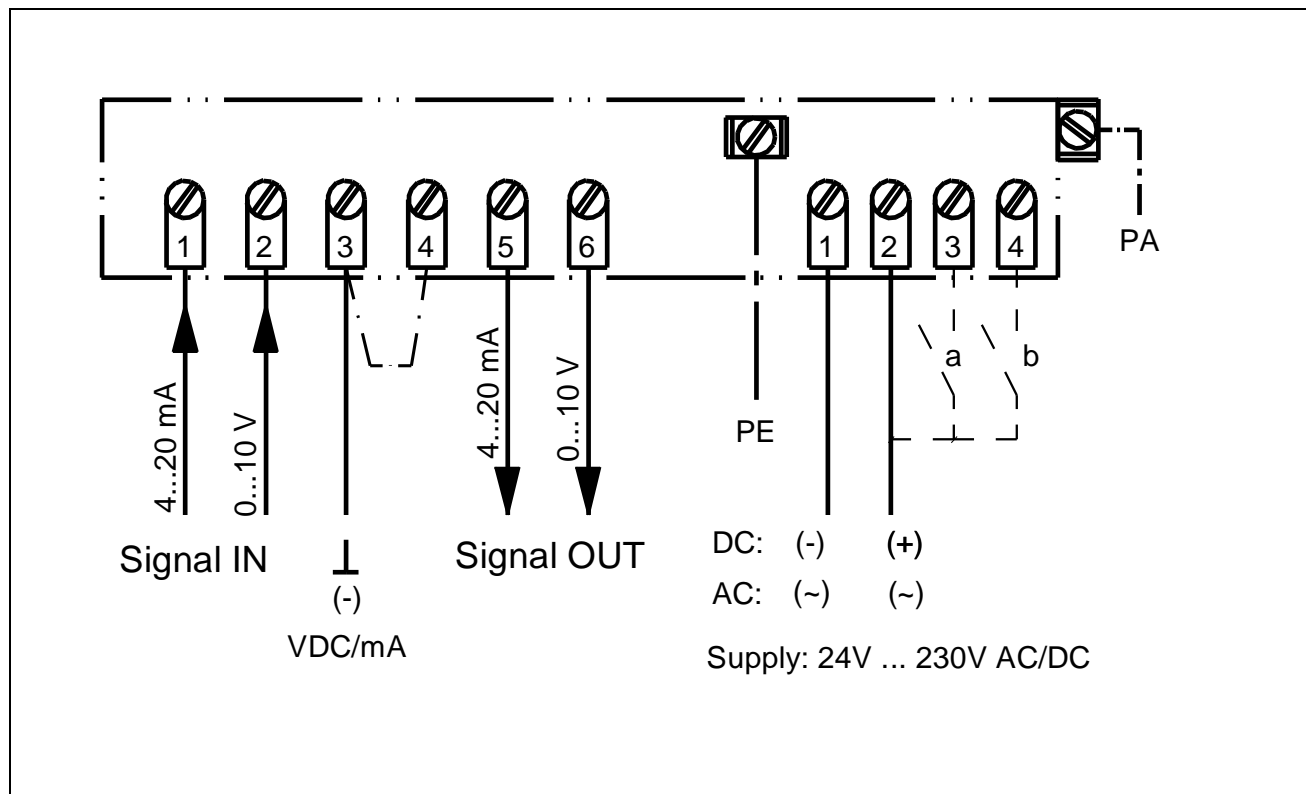 1 2 3 4 5 6
1 2 3 4
PA
4...20 mA
0...10 V
4...20 mA
0...10 V
PE
a
b
Signal IN
Signal OUT
(-)
VDC/mA
DC: (-) (+)
AC: (~) (~)
Supply: 24V ... 230V AC/DC